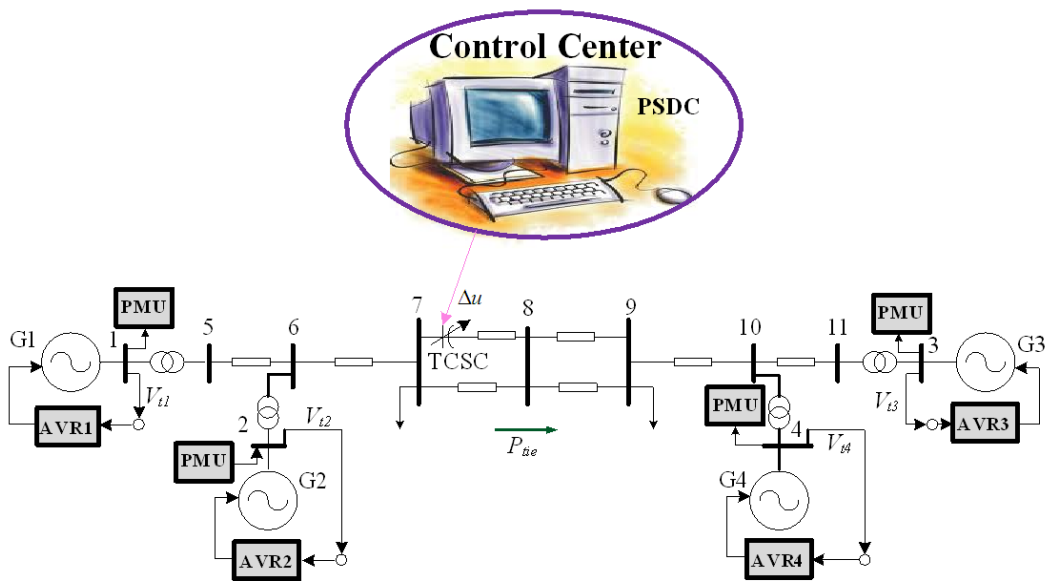 Control Center
PSDC
7
Δu
8
9
TCSC
PMU
G1
1
5
6
Vt1
AVR1
2
Vt2
PMU
G2
AVR2
Ptie
10
11
PMU
3
G3
Vt3
AVR3
PMU
4
Vt4
G4
AVR4